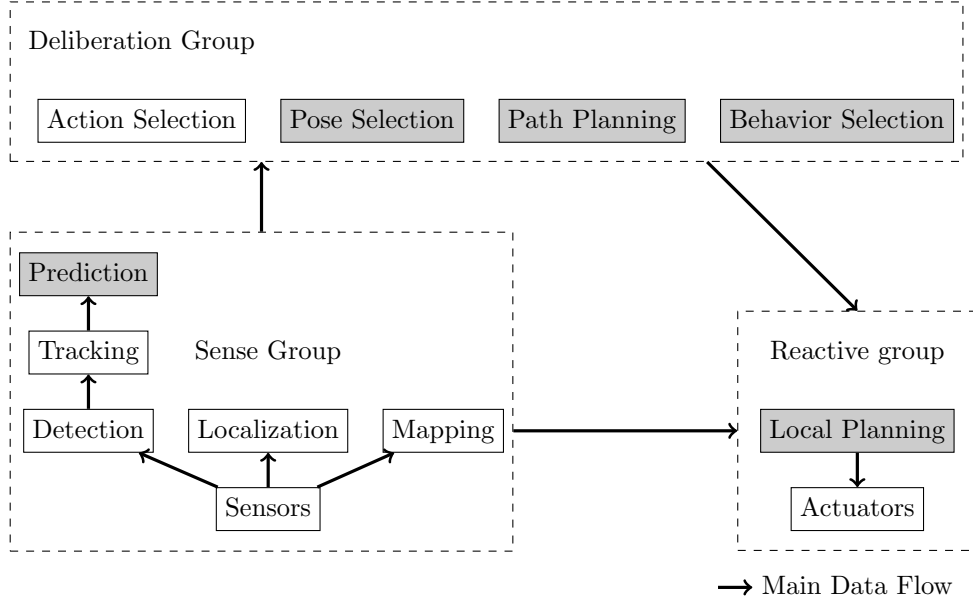 Deliberation Group
Action Selection
Pose Selection
Path Planning
Behavior Selection
Prediction
Tracking
Sense Group
Detection
Localization
Mapping
Sensors
Reactive group
Local Planning
Actuators
Main Data Flow